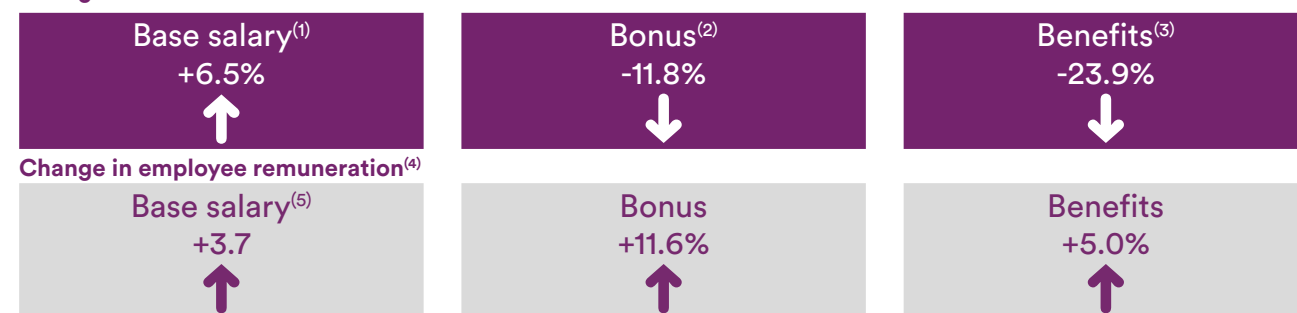 Base salary(1)
+6.5%
Bonus(2)
-11.8%
Benefits(3)
-23.9%
Change in employee remuneration(4)
Base salary(5)
+3.7
Bonus
+11.6%
Benefits
+5.0%